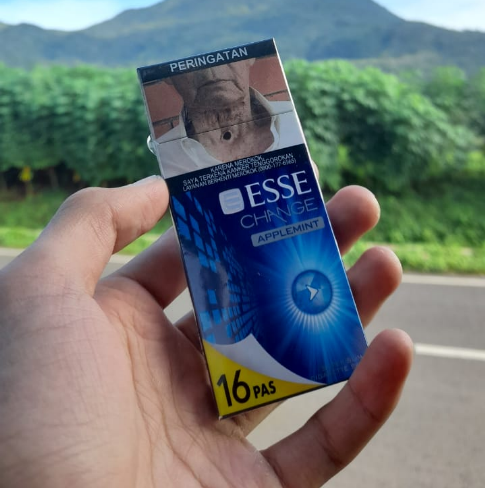 PERINGATAN
KARENA MEROKOK,
SAYA TERKENA KANKER TENGGOROKAN.
LAYANAN BERHENTI MEROKOK (0800-177-6565)
ESSE
CHANGE
APPLEMINT
16 PAS